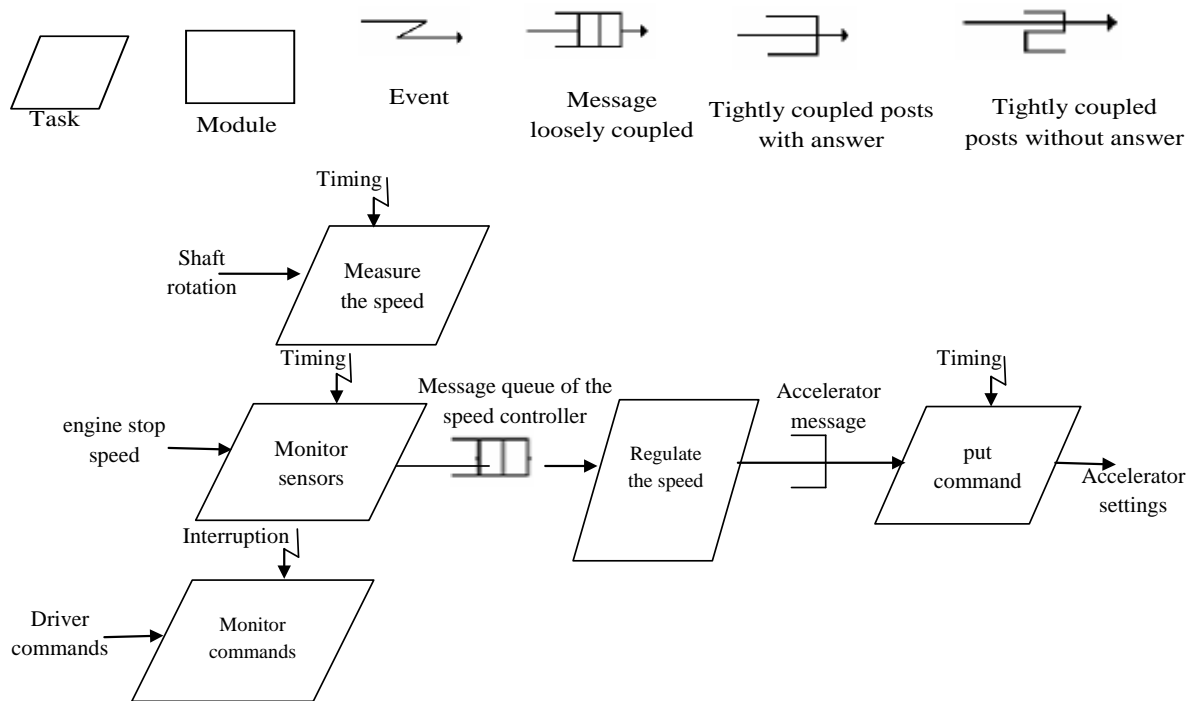 Task
Module
Event
Message
loosely coupled
Tightly coupled posts
with answer
Tightly coupled
posts without answer
Timing
Shaft
rotation
Measure
the speed
Timing
engine stop
speed
Monitor
sensors
Message queue of the
speed controller
Regulate
the speed
Accelerator
message
Timing
put
command
Accelerator
settings
Interruption
Driver
commands
Monitor
commands